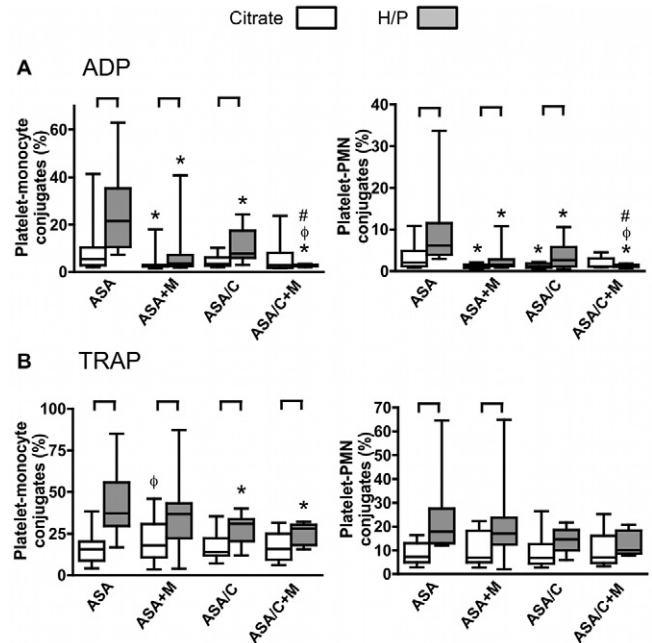 Citrate H/P
A ADP
Platelet-monocyte
conjugates (%)
60
40
20
0
*
*
*
#
ϕ
*
ASA
ASA+M
ASA/C
ASA/C+M
Platelet-PMN
conjugates (%)
40
30
20
10
0
*
*
*
*
#
ϕ
*
ASA
ASA+M
ASA/C
ASA/C+M
B TRAP
Platelet-monocyte
conjugates (%)
100
75
50
25
0
ϕ
*
*
ASA
ASA+M
ASA/C
ASA/C+M
Platelet-PMN
conjugates (%)
70
60
50
40
30
20
10
0
ASA
ASA+M
ASA/C
ASA/C+M